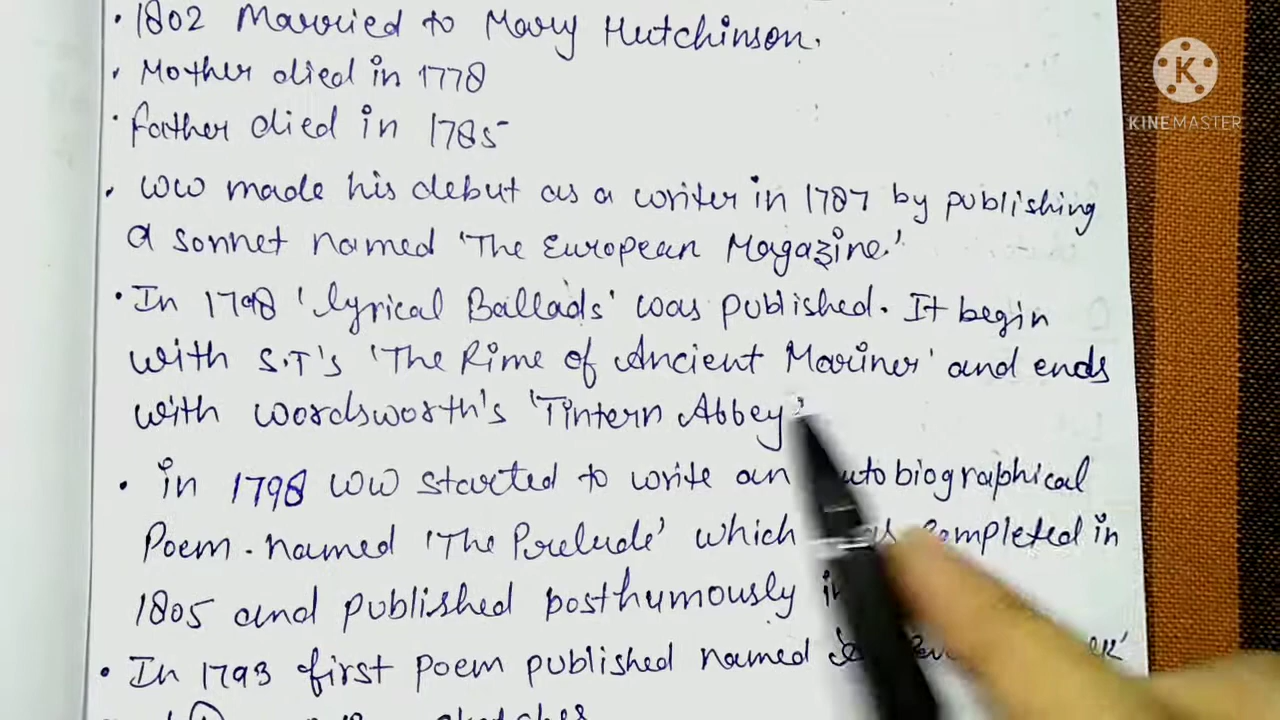 • 1802 Married to Mary Hutchinson.
• Mother died in 1778
• Father died in 1785
• WW made his debut as a writer in 1787 by publishing
a sonnet named 'The European Magazine.'
• In 1798 'lyrical Ballads' was published. It begin
with S.T's 'The Rime of Ancient Mariner' and ends
with wordsworth's 'Tintern Abbey'
• in 1798 WW started to write an
Poem. named 'The Prelude' which completed in
1805 and published posthumously
• In 1793 first poem published named
sketches
K
KINEMASTER